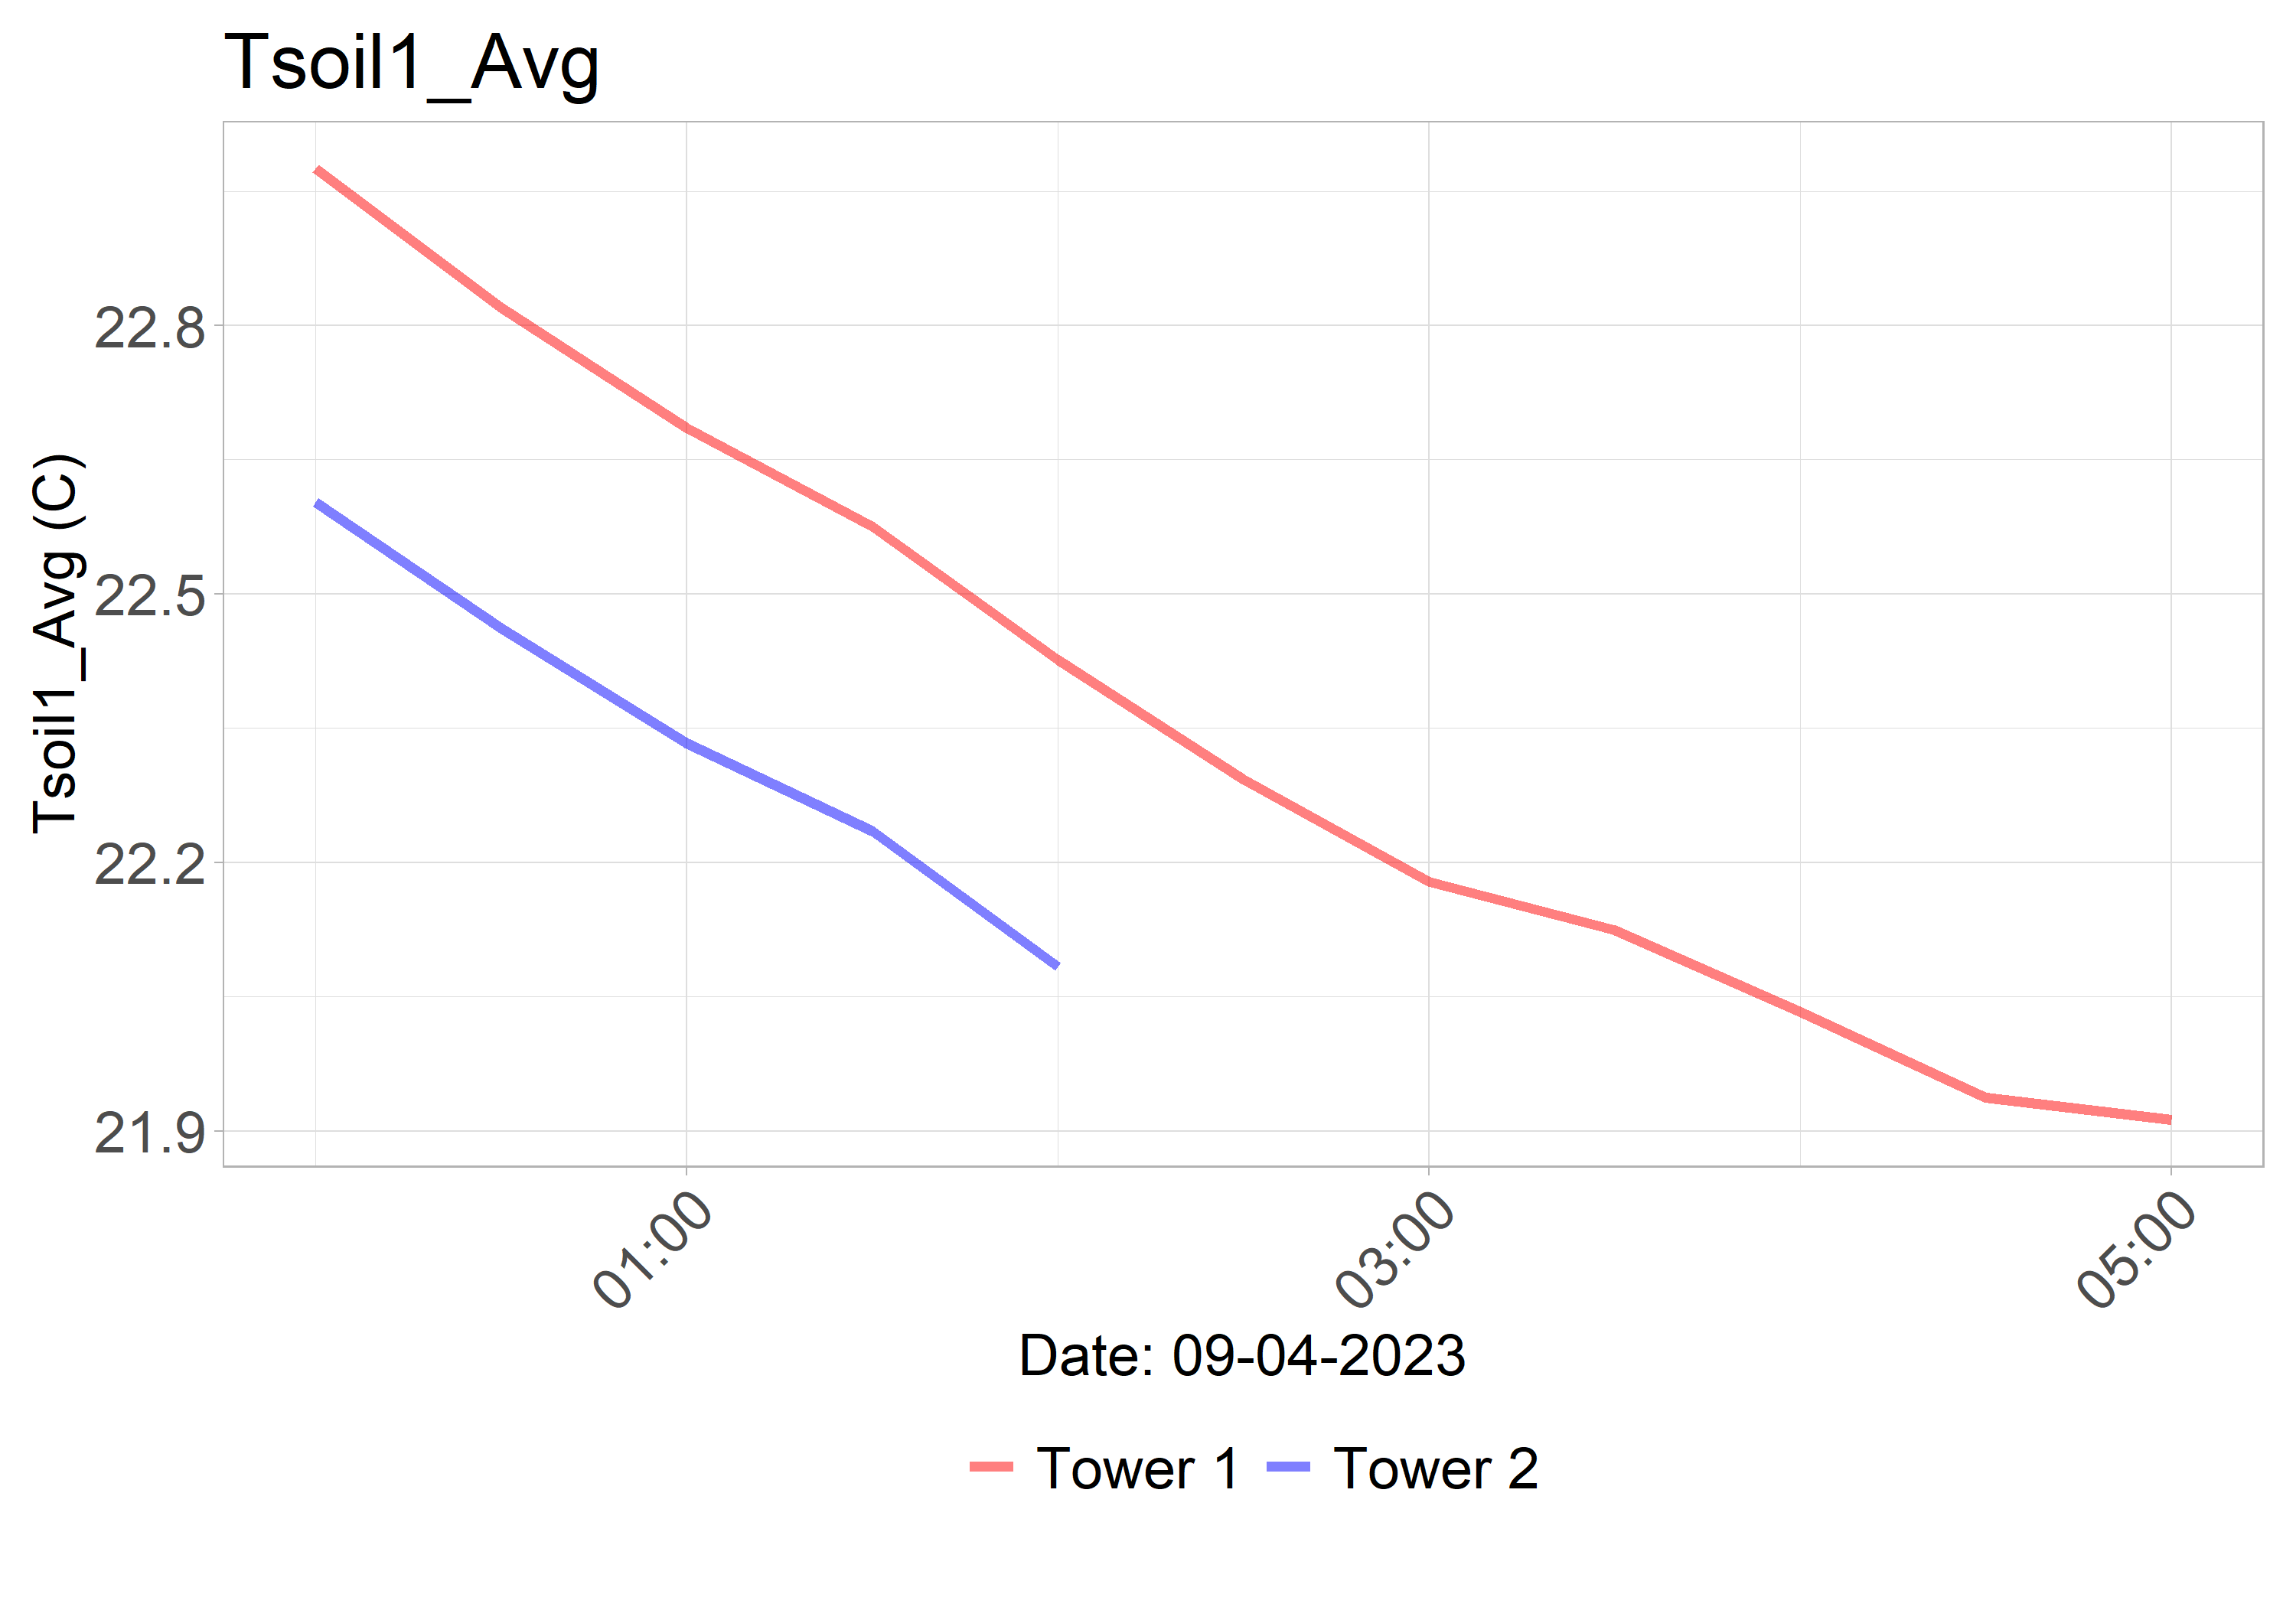 Tsoil1_Avg
Tsoil1_Avg (C)
22.8
22.5
22.2
21.9
01:00
03:00
05:00
Date: 09-04-2023
Tower 1
Tower 2